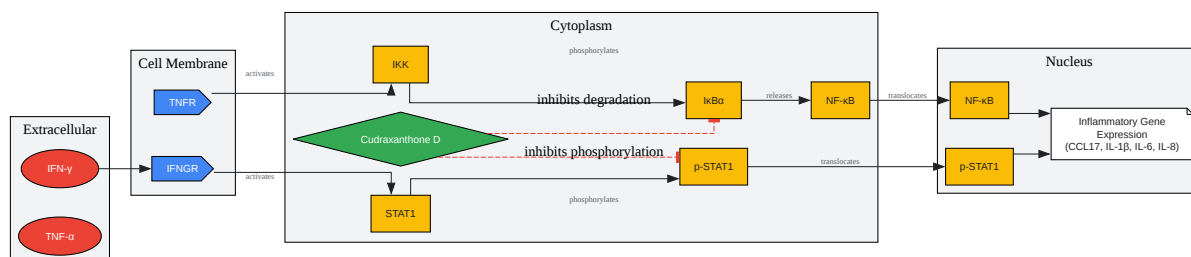 Extracellular
IFN-γ
TNF-α
Cell Membrane
TNFR
IFNGR
activates
activates
Cytoplasm
phosphorylates
IKK
inhibits degradation
IκBα
releases
NF-κB
Cudraxanthone D
inhibits phosphorylation
p-STAT1
STAT1
phosphorylates
translocates
translocates
Nucleus
NF-κB
p-STAT1
Inflammatory Gene
Expression
(CCL17, IL-1β, IL-6, IL-8)